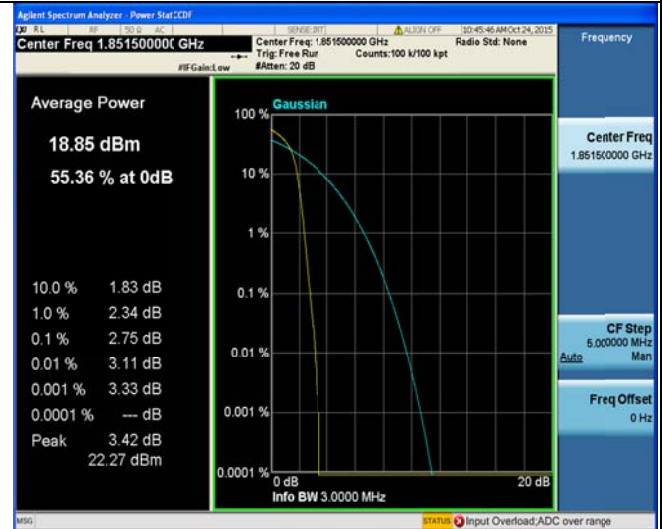 Agilent Spectrum Analyzer - Power Stat CCDF
RL RF 50 Ω AC SENSE:INT ALIGN OFF 10:45:46 AM Oct 24, 2015
Center Freq 1.851500000 GHz
Center Freq: 1.851500000 GHz Radio Std: None
Trig: Free Run Counts:100 k/100 kpt
#IFGain:Low #Atten: 20 dB
Frequency
Average Power
18.85 dBm
55.36 % at 0dB
10.0 % 1.83 dB
1.0 % 2.34 dB
0.1 % 2.75 dB
0.01 % 3.11 dB
0.001 % 3.33 dB
0.0001 % --- dB
Peak 3.42 dB
22.27 dBm
Gaussian
100 %
10 %
1 %
0.1 %
0.01 %
0.001 %
0.0001 %
0 dB 20 dB
Info BW 3.0000 MHz
Center Freq
1.851500000 GHz
CF Step
5.000000 MHz
Auto Man
Freq Offset
0 Hz
MSG STATUS Input Overload;ADC over range